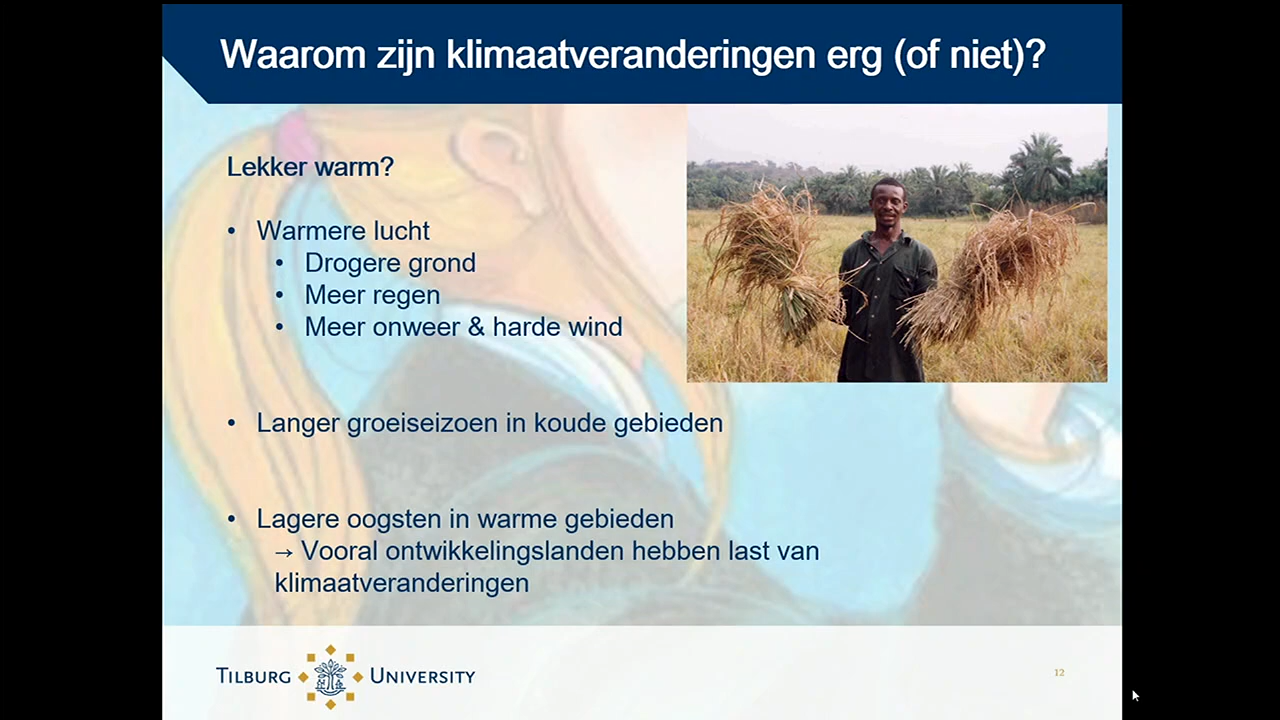 Waarom zijn klimaatveranderingen erg (of niet)?
Lekker warm?
• Warmere lucht
• Drogere grond
• Meer regen
• Meer onweer & harde wind
• Langer groeiseizoen in koude gebieden
• Lagere oogsten in warme gebieden
→ Vooral ontwikkelingslanden hebben last van
klimaatveranderingen
TILBURG UNIVERSITY
12